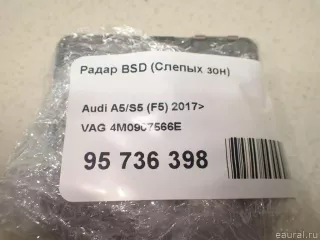 Радар BSD (Слепых зон)
Audi A5/S5 (F5) 2017>
VAG 4M0907566E
95 736 398
© eaural.ru